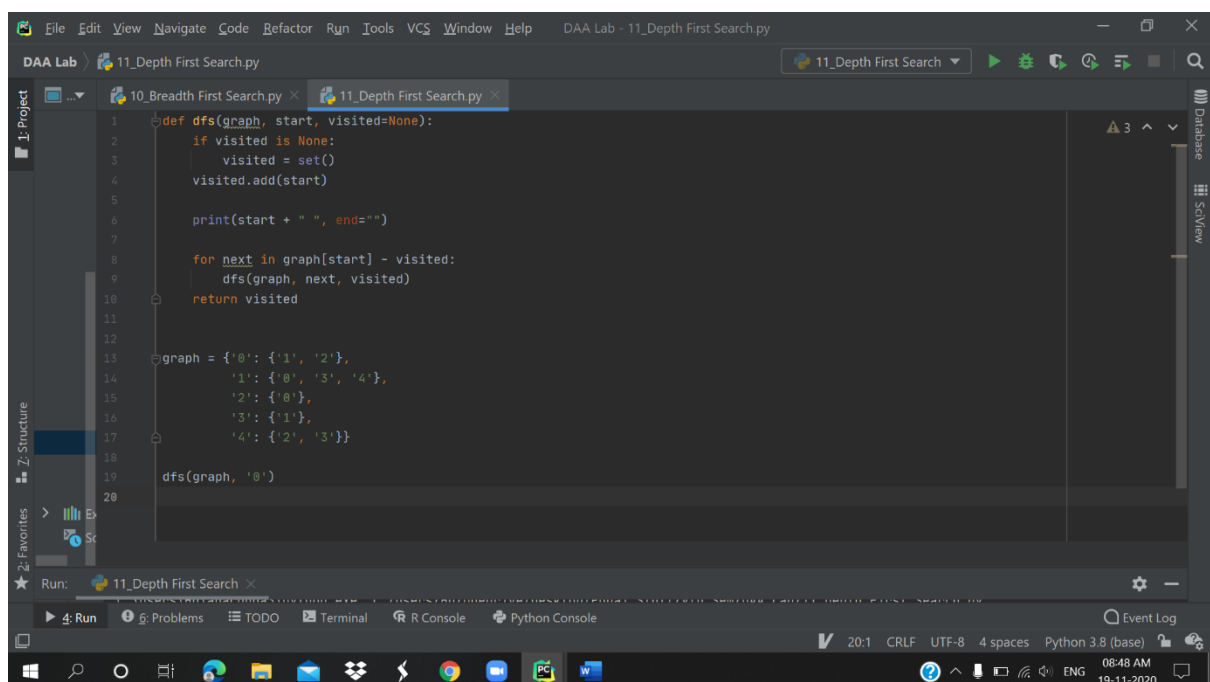 File Edit View Navigate Code Refactor Run Tools VCS Window Help DAA Lab - 11_Depth First Search.py
DAA Lab 11_Depth First Search.py 11_Depth First Search
... 10_Breadth First Search.py 11_Depth First Search.py
1: Project
Database
SciView
3
1 def dfs(graph, start, visited=None):
2     if visited is None:
3         visited = set()
4     visited.add(start)
5
6     print(start + " ", end="")
7
8     for next in graph[start] - visited:
9         dfs(graph, next, visited)
10     return visited
11
12
13 graph = {'0': {'1', '2'},
14          '1': {'0', '3', '4'},
15          '2': {'0'},
16          '3': {'1'},
17          '4': {'2', '3'}}
18
19 dfs(graph, '0')
20
Z: Structure
2: Favorites
Ex
Sc
Run: 11_Depth First Search
4: Run 6: Problems TODO Terminal R Console Python Console Event Log
20:1 CRLF UTF-8 4 spaces Python 3.8 (base)
ENG 08:48 AM
19-11-2020